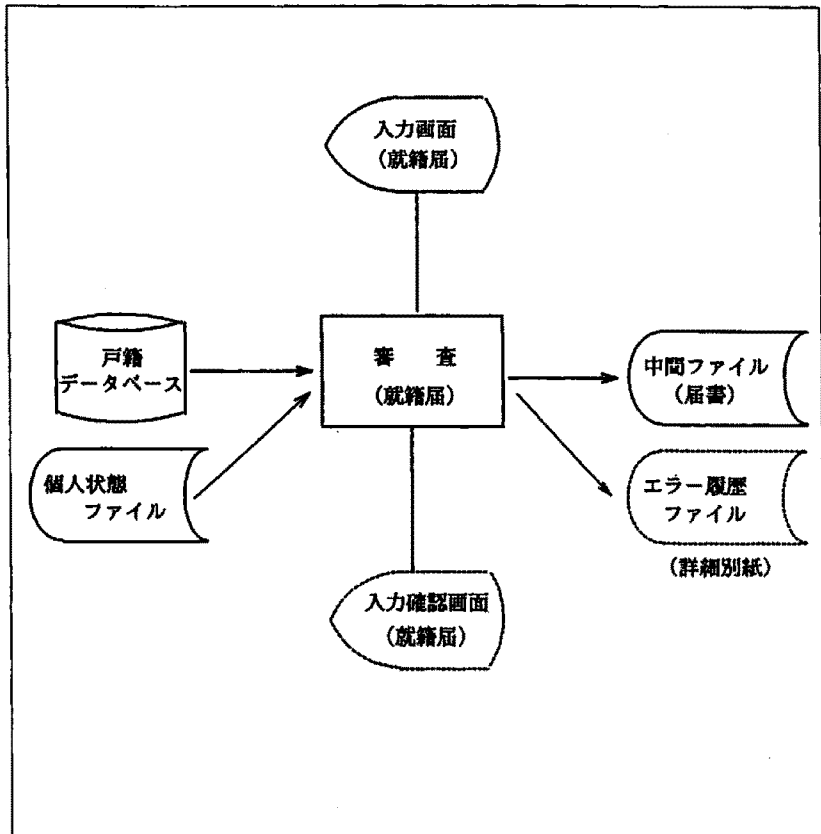 入力画面
（就籍届）
戸籍
データベース
審　査
（就籍届）
中間ファイル
（届書）
個人状態
ファイル
エラー履歴
ファイル
（詳細別紙）
入力確認画面
（就籍届）